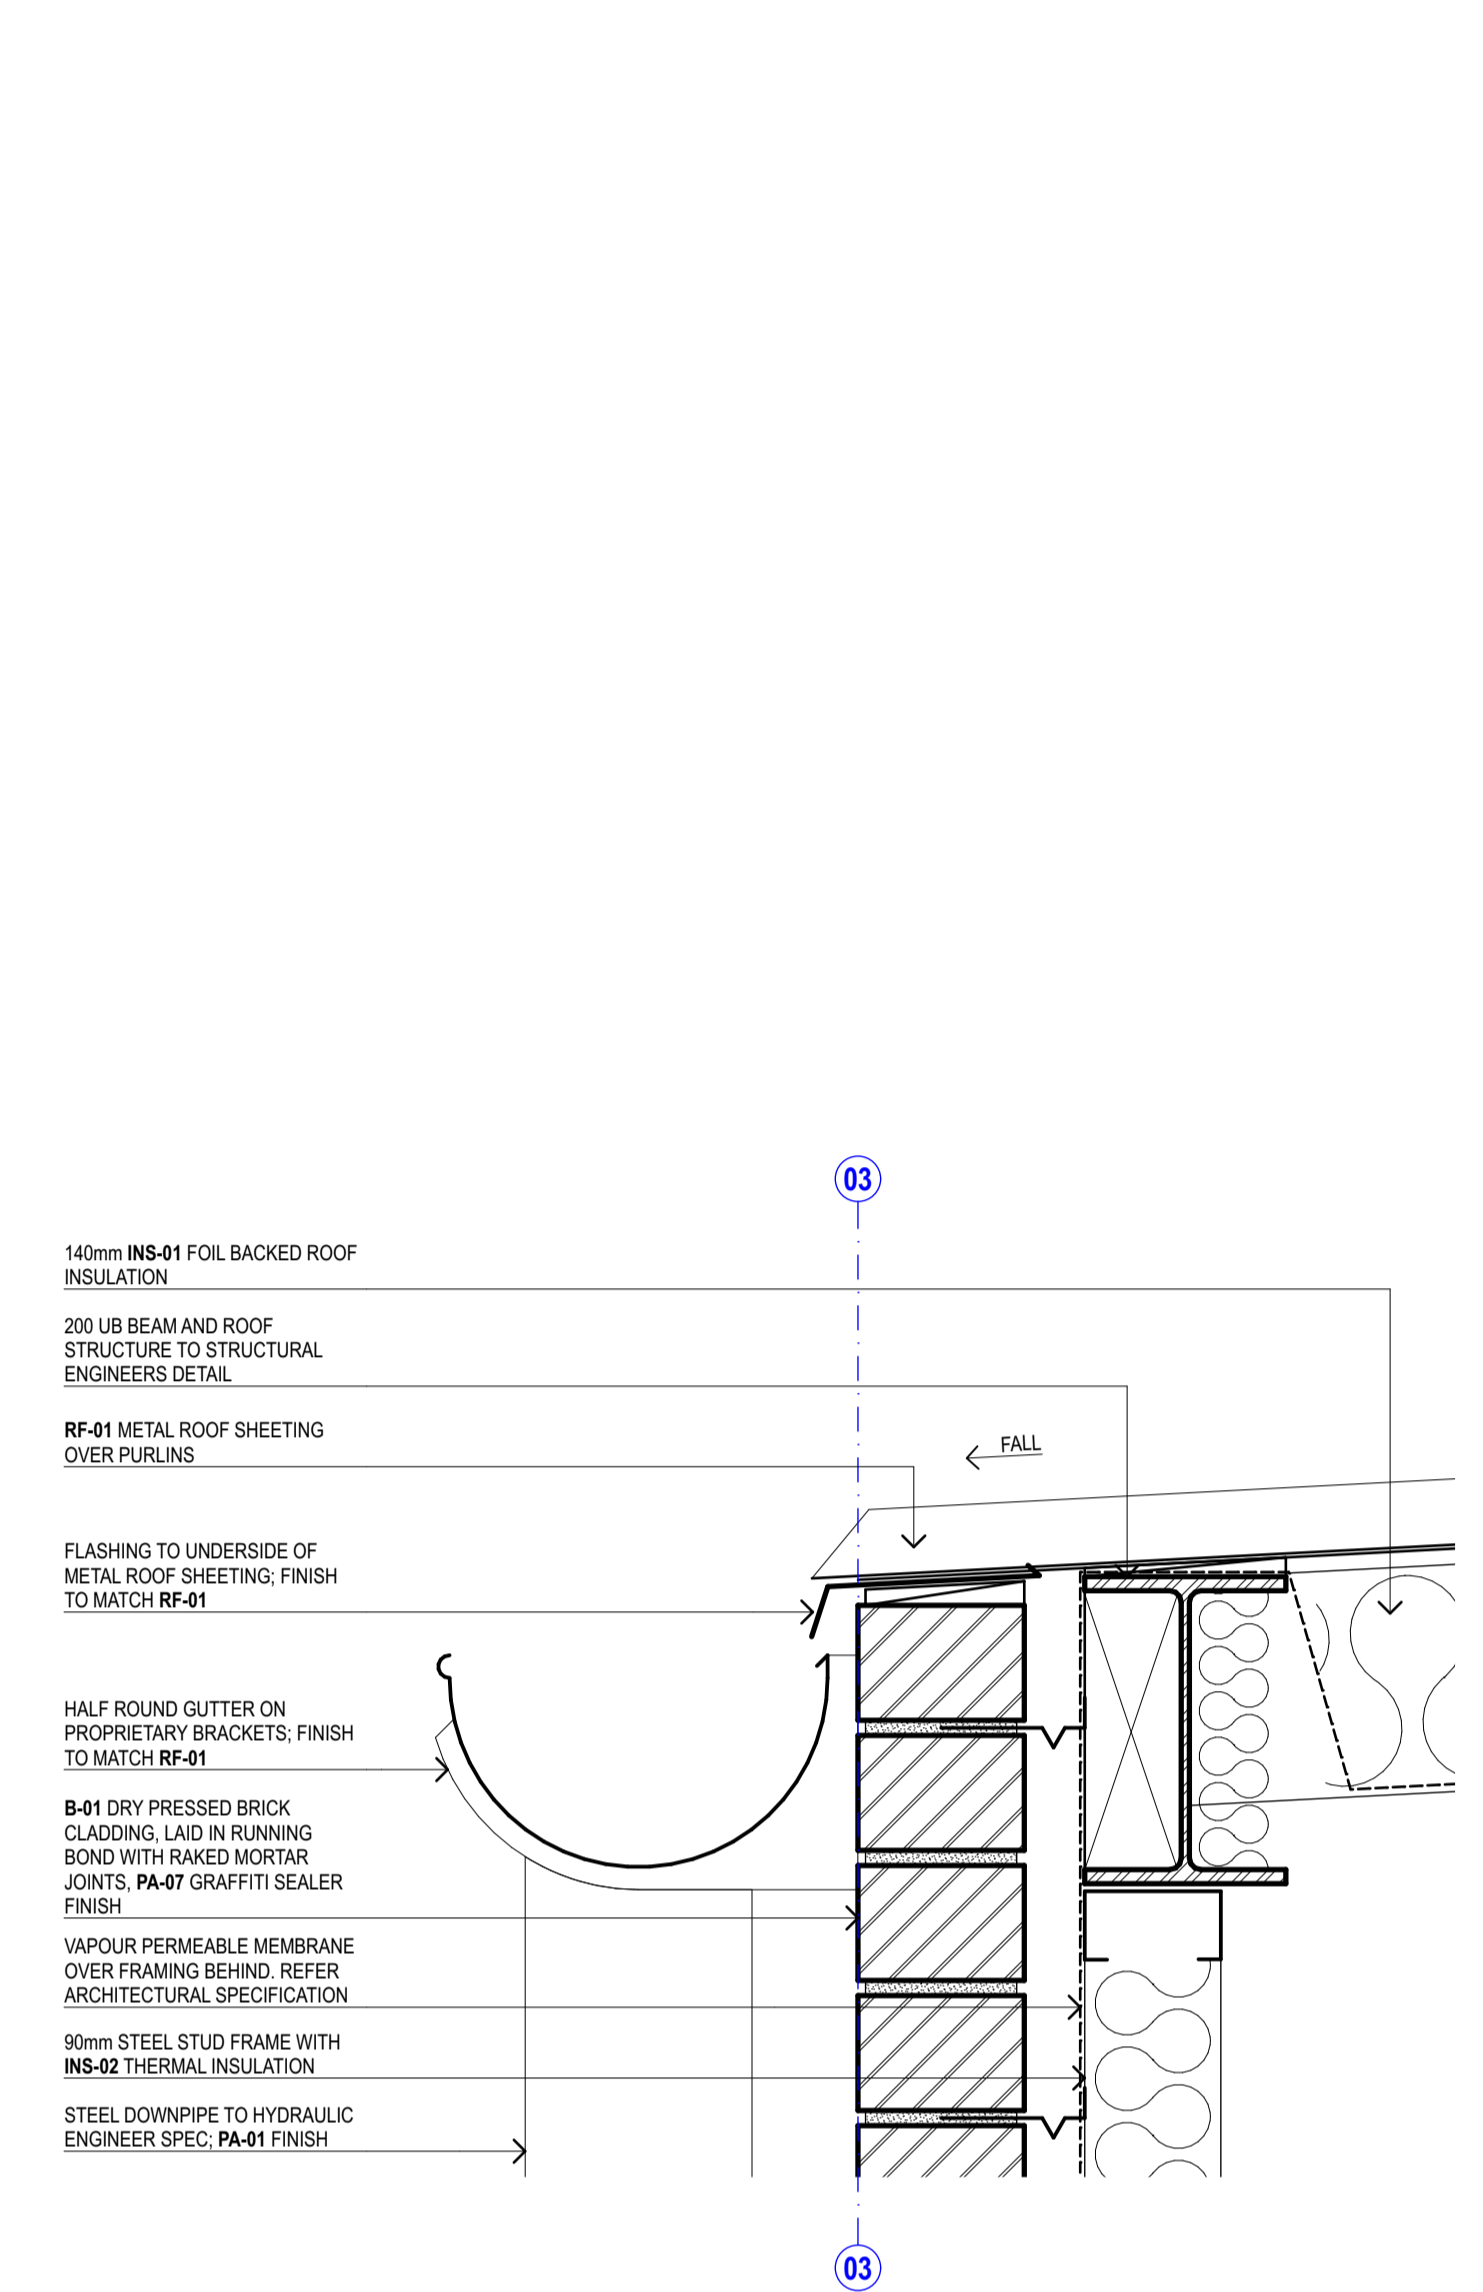 03
140mm INS-01 FOIL BACKED ROOF
INSULATION
200 UB BEAM AND ROOF
STRUCTURE TO STRUCTURAL
ENGINEERS DETAIL
RF-01 METAL ROOF SHEETING
OVER PURLINS
FALL
FLASHING TO UNDERSIDE OF
METAL ROOF SHEETING; FINISH
TO MATCH RF-01
HALF ROUND GUTTER ON
PROPRIETARY BRACKETS; FINISH
TO MATCH RF-01
B-01 DRY PRESSED BRICK
CLADDING, LAID IN RUNNING
BOND WITH RAKED MORTAR
JOINTS, PA-07 GRAFFITI SEALER
FINISH
VAPOUR PERMEABLE MEMBRANE
OVER FRAMING BEHIND. REFER
ARCHITECTURAL SPECIFICATION
90mm STEEL STUD FRAME WITH
INS-02 THERMAL INSULATION
STEEL DOWNPIPE TO HYDRAULIC
ENGINEER SPEC; PA-01 FINISH
03